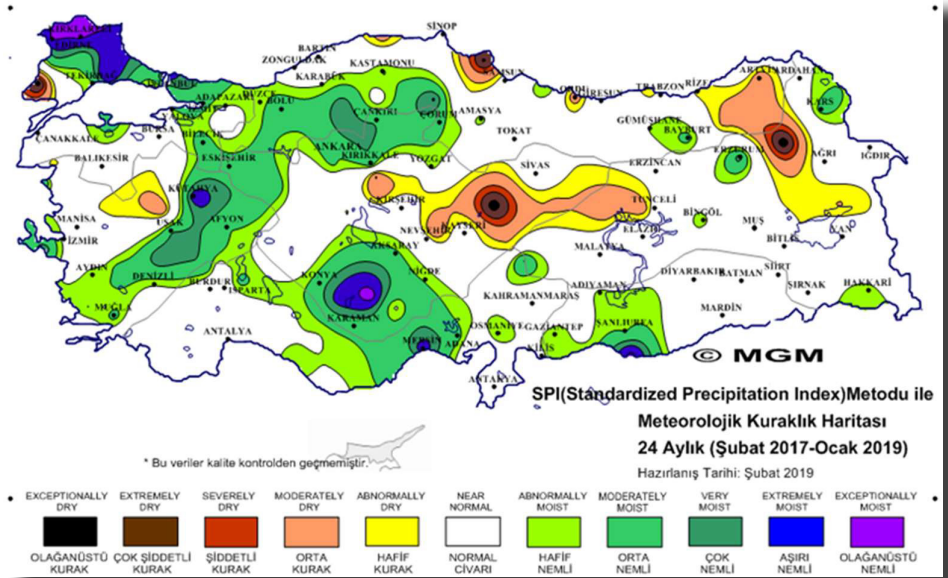 SİNOP
KIRKLARELİ
EDİRNE
BARTIN
ZONGULDAK
KASTAMONU
SAMSUN
TEKİRDAĞ
İSTANBUL
KARABÜK
ORDU
GİRESUN
TRABZON
RİZE
ARTVİN
ARDAHAN
ADAPAZARI
DÜZCE
BOLU
ÇANKIRI
ÇORUM
AMASYA
KARS
YALOVA
İZMİT
GÜMÜŞHANE
BAYBURT
ÇANAKKALE
BURSA
BİLECİK
TOKAT
ANKARA
KIRIKKALE
YOZGAT
BALIKESİR
ESKİŞEHİR
SİVAS
ERZİNCAN
ERZURUM
AĞRI
IĞDIR
KÜTAHYA
KIRŞEHİR
TUNCELİ
MANİSA
UŞAK
AFYON
NEVŞEHİR
KAYSERİ
ELAZIĞ
BİNGÖL
MUŞ
VAN
İZMİR
AKSARAY
MALATYA
BİTLİS
AYDIN
DENİZLİ
BURDUR
ISPARTA
KONYA
NİĞDE
DİYARBAKIR
BATMAN
SİİRT
ŞIRNAK
HAKKARİ
MUĞLA
KAHRAMANMARAŞ
ADIYAMAN
MARDİN
ANTALYA
KARAMAN
MERSİN
ADANA
OSMANİYE
GAZİANTEP
ŞANLIURFA
KİLİS
ANTAKYA
© MGM
SPI(Standardized Precipitation Index)Metodu ile
Meteorolojik Kuraklık Haritası
24 Aylık (Şubat 2017-Ocak 2019)
Hazırlanış Tarihi: Şubat 2019
* Bu veriler kalite kontrolden geçmemiştir.
EXCEPTIONALLY DRY
EXTREMELY DRY
SEVERELY DRY
MODERATELY DRY
ABNORMALLY DRY
NEAR NORMAL
ABNORMALLY MOIST
MODERATELY MOIST
VERY MOIST
EXTREMELY MOIST
EXCEPTIONALLY MOIST
OLAĞANÜSTÜ KURAK
ÇOK ŞİDDETLİ KURAK
ŞİDDETLİ KURAK
ORTA KURAK
HAFİF KURAK
NORMAL CİVARI
HAFİF NEMLİ
ORTA NEMLİ
ÇOK NEMLİ
AŞIRI NEMLİ
OLAĞANÜSTÜ NEMLİ